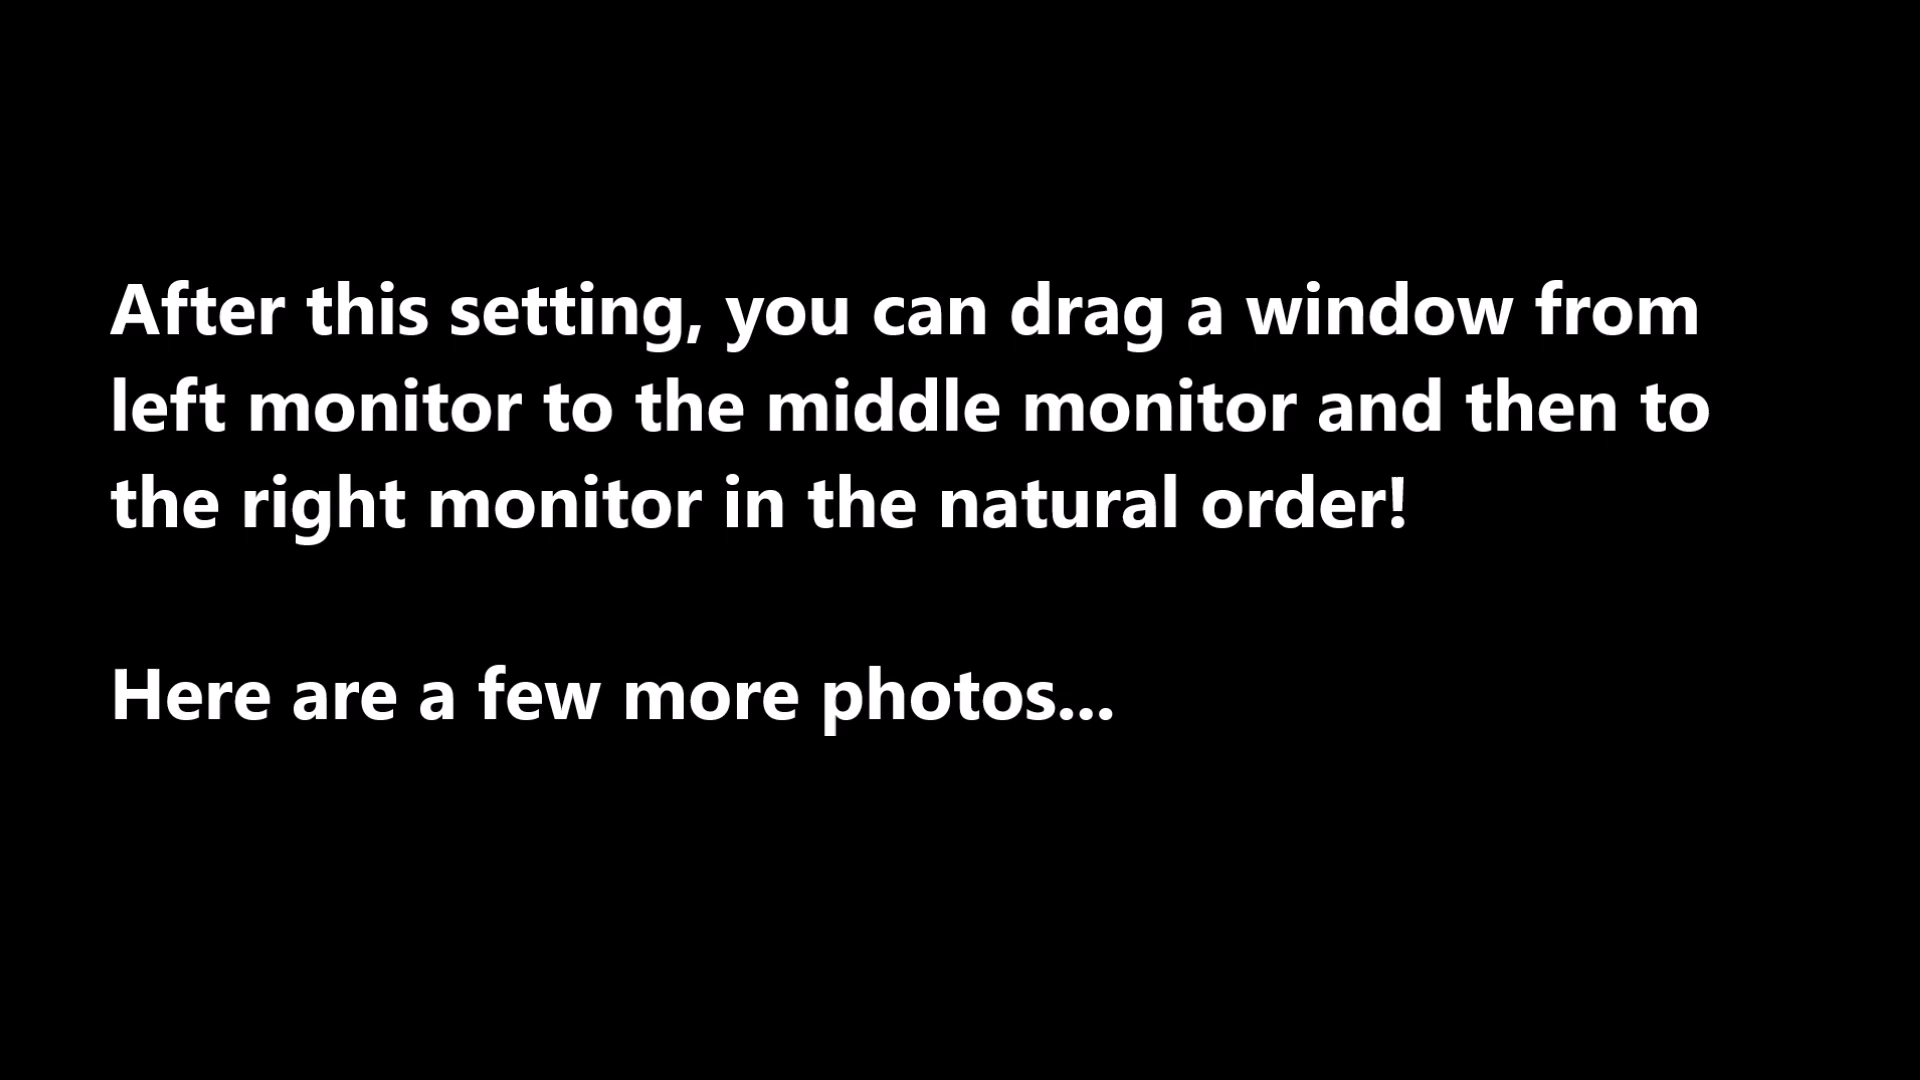 After this setting, you can drag a window from
left monitor to the middle monitor and then to
the right monitor in the natural order!
Here are a few more photos...